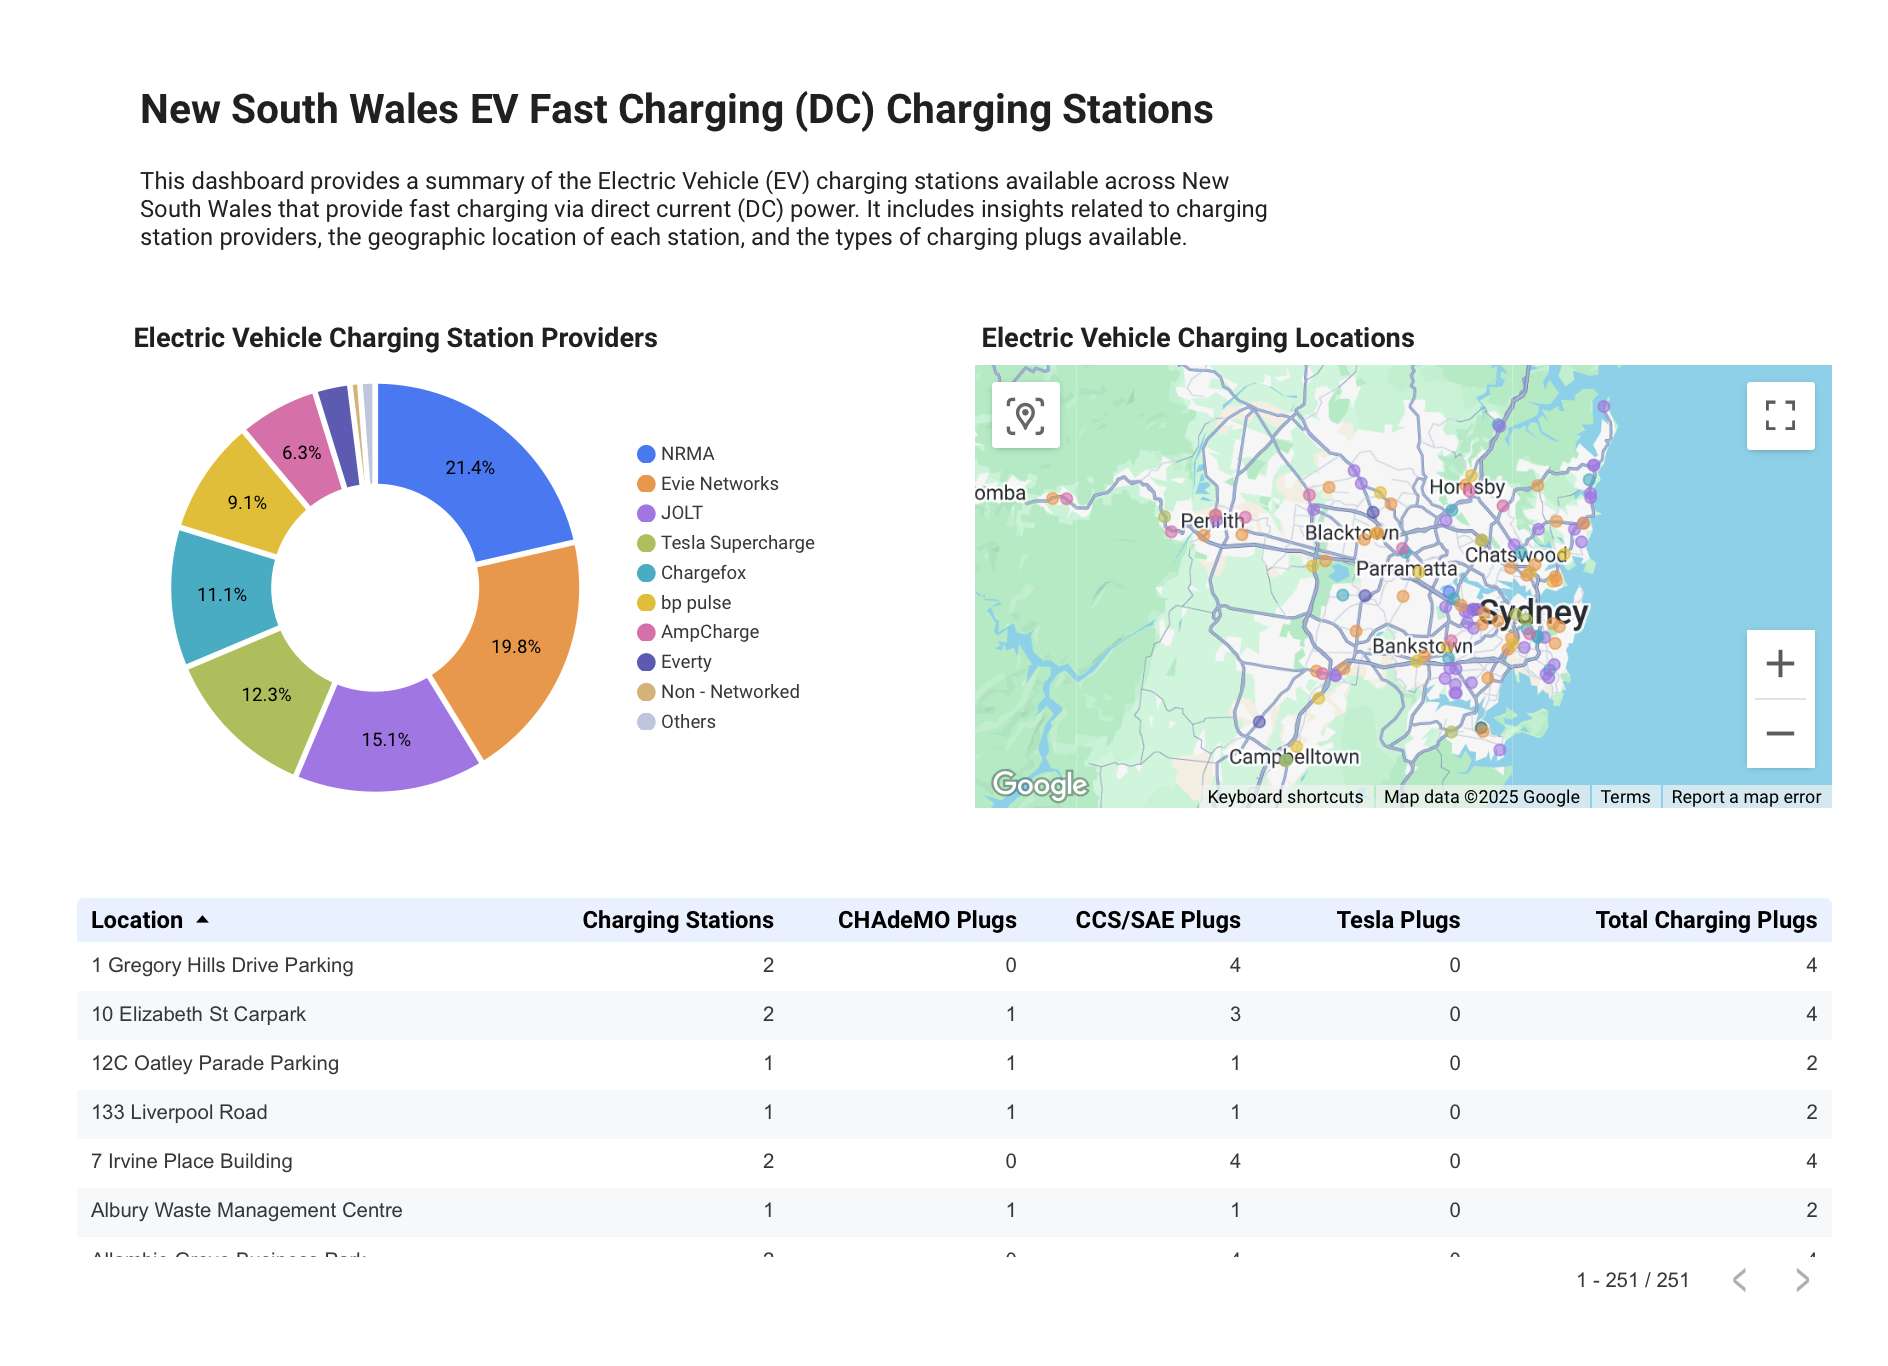 New South Wales EV Fast Charging (DC) Charging Stations
This dashboard provides a summary of the Electric Vehicle (EV) charging stations available across New
South Wales that provide fast charging via direct current (DC) power. It includes insights related to charging
station providers, the geographic location of each station, and the types of charging plugs available.
Electric Vehicle Charging Station Providers
21.4%
19.8%
15.1%
12.3%
11.1%
9.1%
6.3%
NRMA
Evie Networks
JOLT
Tesla Supercharge
Chargefox
bp pulse
AmpCharge
Everty
Non - Networked
Others
Electric Vehicle Charging Locations
omba
Penrith
Hornsby
Blacktown
Chatswood
Parramatta
Sydney
Bankstown
Campbelltown
Google
Keyboard shortcuts
Map data ©2025 Google
Terms
Report a map error
Location Charging Stations CHAdeMO Plugs CCS/SAE Plugs Tesla Plugs Total Charging Plugs
1 Gregory Hills Drive Parking 2 0 4 0 4
10 Elizabeth St Carpark 2 1 3 0 4
12C Oatley Parade Parking 1 1 1 0 2
133 Liverpool Road 1 1 1 0 2
7 Irvine Place Building 2 0 4 0 4
Albury Waste Management Centre 1 1 1 0 2
1 - 251 / 251